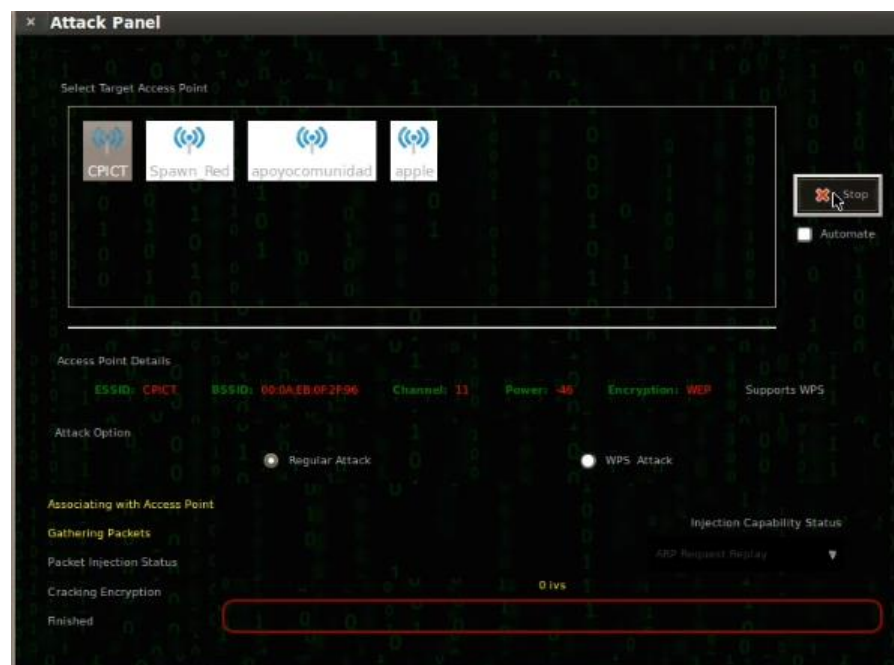 × Attack Panel
Select Target Access Point
CPICT Spawn_Red apoyocomunidad apple
Stop
Automate
Access Point Details
ESSID: CPICT BSSID: 00:0A:EB:0F:2F:96 Channel: 11 Power: -46 Encryption: WEP Supports WPS
Attack Option
Regular Attack WPS Attack
Associating with Access Point
Injection Capability Status
Gathering Packets
ARP Request Replay
Packet Injection Status
0 ivs
Cracking Encryption
Finished